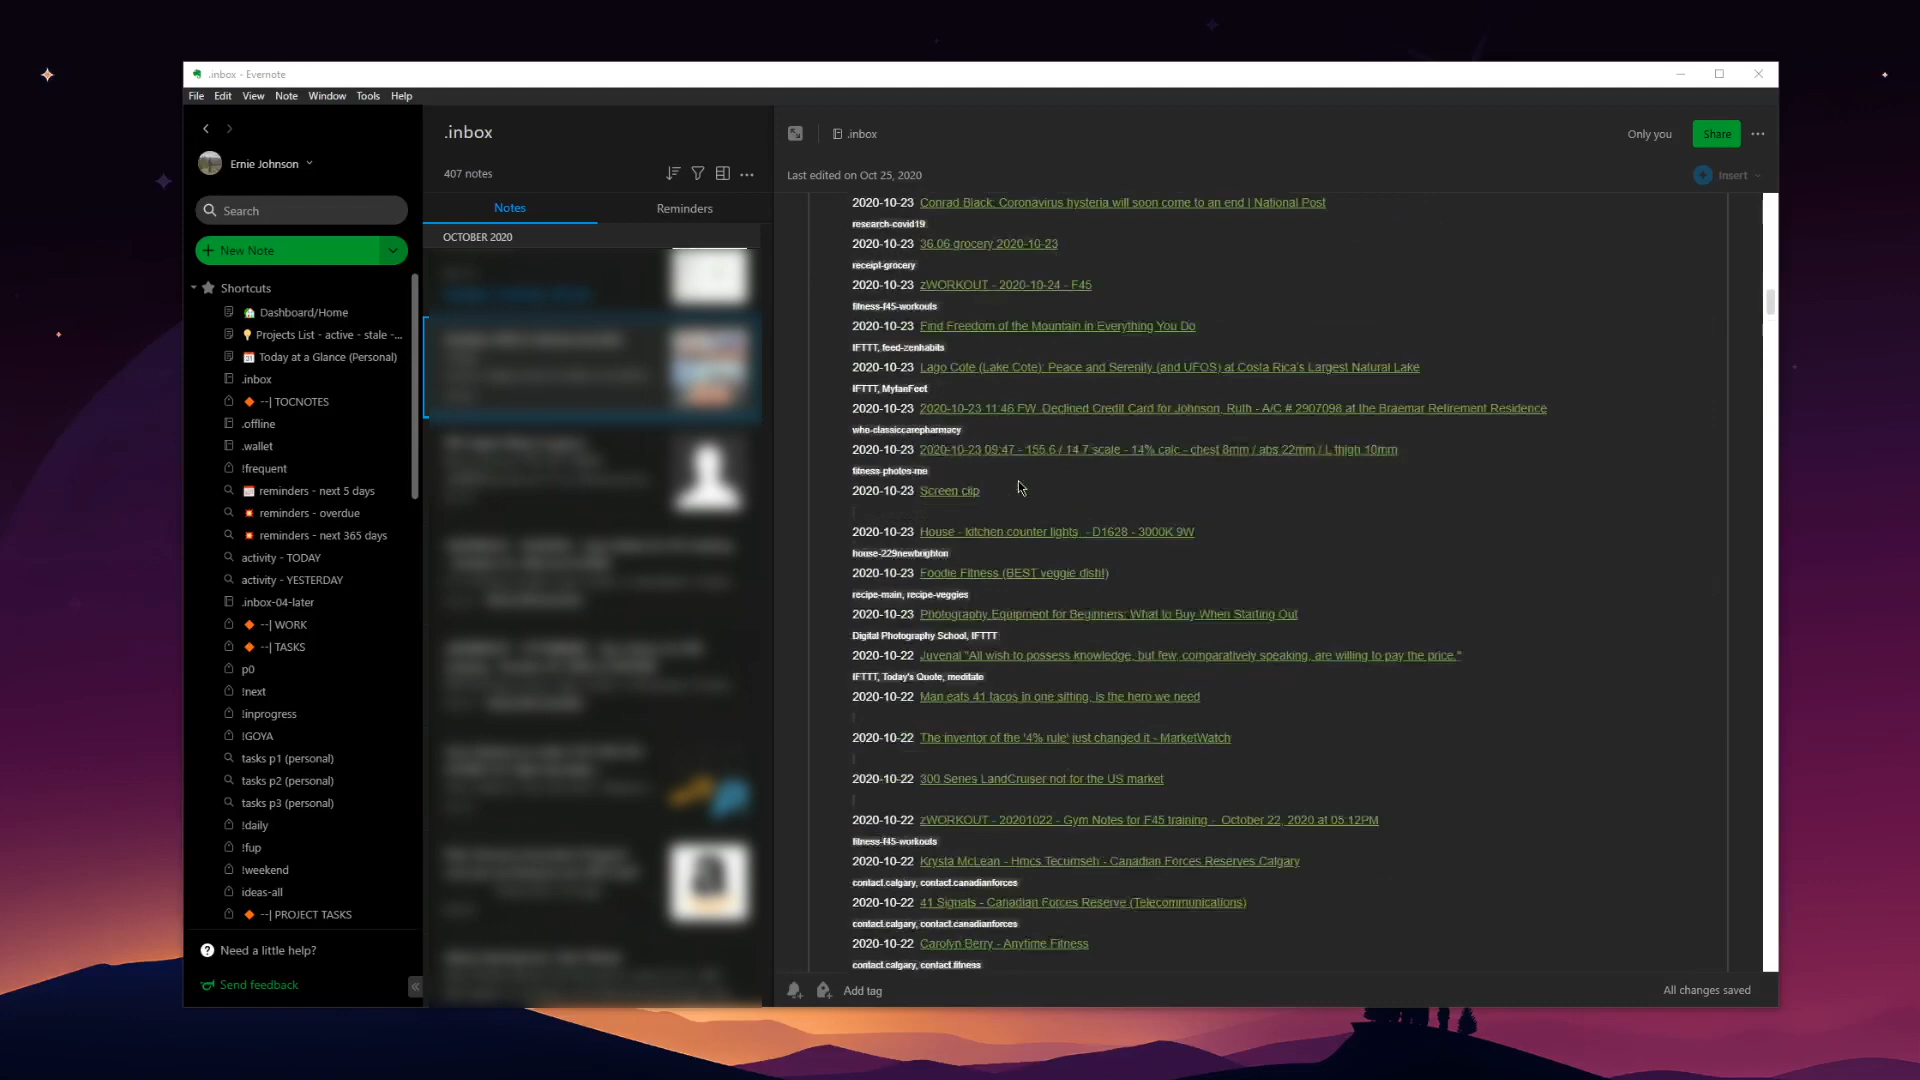 .inbox - Evernote
File Edit View Note Window Tools Help
Ernie Johnson
Search
New Note
Shortcuts
Dashboard/Home
Projects List - active - stale -...
Today at a Glance (Personal)
.inbox
--| TOCNOTES
.offline
.wallet
!frequent
reminders - next 5 days
reminders - overdue
reminders - next 365 days
activity - TODAY
activity - YESTERDAY
.inbox-04-later
--| WORK
--| TASKS
p0
!next
!inprogress
!GOYA
tasks p1 (personal)
tasks p2 (personal)
tasks p3 (personal)
!daily
!fup
!weekend
ideas-all
--| PROJECT TASKS
Need a little help?
Send feedback
.inbox
407 notes
Notes Reminders
OCTOBER 2020
.inbox
Only you Share
Last edited on Oct 25, 2020
Insert
2020-10-23 Conrad Black: Coronavirus hysteria will soon come to an end | National Post
research-covid19
2020-10-23 36.06 grocery 2020-10-23
receipt-grocery
2020-10-23 zWORKOUT - 2020-10-24 - F45
fitness-f45-workouts
2020-10-23 Find Freedom of the Mountain in Everything You Do
IFTTT, feed-zenhabits
2020-10-23 Lago Cote (Lake Cote): Peace and Serenity (and UFOS) at Costa Rica's Largest Natural Lake
IFTTT, MytanFeet
2020-10-23 2020-10-23 11:46 FW Declined Credit Card for Johnson, Ruth - A/C # 2907098 at the Braemar Retirement Residence
who-classiccarepharmacy
2020-10-23 2020-10-23 09:47 - 155.6 / 14.7 scale - 14% calc - chest 8mm / abs 22mm / L thigh 10mm
fitness-photos-me
2020-10-23 Screen clip
2020-10-23 House - kitchen counter lights - D1628 - 3000K 9W
house-229newbrighton
2020-10-23 Foodie Fitness (BEST veggie dish!)
recipe-main, recipe-veggies
2020-10-23 Photography Equipment for Beginners: What to Buy When Starting Out
Digital Photography School, IFTTT
2020-10-22 Juvenal "All wish to possess knowledge, but few, comparatively speaking, are willing to pay the price."
IFTTT, Today's Quote, meditate
2020-10-22 Man eats 41 tacos in one sitting, is the hero we need
2020-10-22 The inventor of the '4% rule' just changed it - MarketWatch
2020-10-22 300 Series LandCruiser not for the US market
2020-10-22 zWORKOUT - 20201022 - Gym Notes for F45 training - October 22, 2020 at 05:12PM
fitness-f45-workouts
2020-10-22 Krysta McLean - Hmcs Tecumseh - Canadian Forces Reserves Calgary
contact.calgary, contact.canadianforces
2020-10-22 41 Signals - Canadian Forces Reserve (Telecommunications)
contact.calgary, contact.canadianforces
2020-10-22 Carolyn Berry - Anytime Fitness
contact.calgary, contact.fitness
Add tag
All changes saved